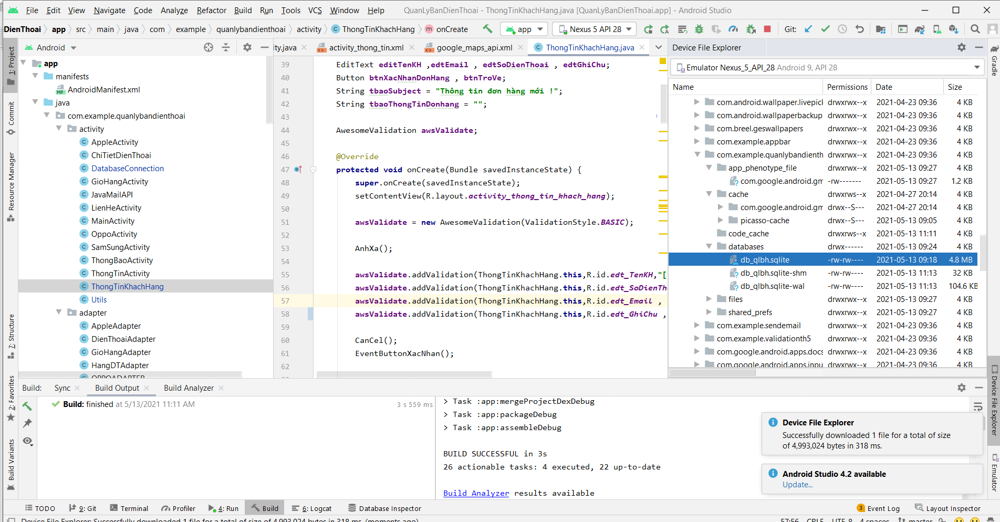 File Edit View Navigate Code Analyze Refactor Build Run Tools VCS Window Help QuanLyBanDienThoai - ThongTinKhachHang.java [QuanLyBanDienThoai.app] - Android Studio
DienThoai app src main java com example quanlybandienthoai activity ThongTinKhachHang onCreate app Nexus 5 API 28 Git:
Android
app
manifests
AndroidManifest.xml
java
com.example.quanlybandienthoai
activity
AppleActivity
ChiTietDienThoai
DatabaseConnection
GioHangActivity
JavaMailAPI
LienHeActivity
MainActivity
OppoActivity
SamSungActivity
ThongBaoActivity
ThongTinActivity
ThongTinKhachHang
Utils
adapter
AppleAdapter
DienThoaiAdapter
GioHangAdapter
HangDTAdapter
OPPOADAPTER
1: Project
Commit
Resource Manager
7: Structure
2: Favorites
Build Variants
ity.java activity_thong_tin.xml google_maps_api.xml ThongTinKhachHang.java
39 EditText editTenKH ,edtEmail , edtSoDienThoai , edtGhiChu;
40 Button btnXacNhanDonHang , btnTroVe;
41 String tbaoSubject = "Thông tin đơn hàng mới !";
42 String tbaoThongTinDonhang = "";
43
44 AwesomeValidation awsValidate;
45
46 @Override
47 protected void onCreate(Bundle savedInstanceState) {
48 super.onCreate(savedInstanceState);
49 setContentView(R.layout.activity_thong_tin_khach_hang);
50
51 awsValidate = new AwesomeValidation(ValidationStyle.BASIC);
52
53 AnhXa();
54
55 awsValidate.addValidation(ThongTinKhachHang.this,R.id.edt_TenKH,"[
56 awsValidate.addValidation(ThongTinKhachHang.this,R.id.edt_SoDienTh
57 awsValidate.addValidation(ThongTinKhachHang.this,R.id.edt_Email ,
58 awsValidate.addValidation(ThongTinKhachHang.this,R.id.edt_GhiChu ,
59
60 CanCel();
61 EventButtonXacNhan();
62
Device File Explorer
Emulator Nexus_5_API_28 Android 9, API 28
Name Permissions Date Size
com.android.wallpaper.livepick drwxrwx--x 2021-04-23 09:36 4 KB
com.android.wallpaperbackup drwxrwx--x 2021-04-23 09:36 4 KB
com.breel.geswallpapers drwxrwx--x 2021-04-23 09:36 4 KB
com.example.appbar drwxrwx--x 2021-04-23 09:36 4 KB
com.example.quanlybandienth drwxrwx--x 2021-04-23 09:36 4 KB
app_phenotype_file drwxrwx--x 2021-05-13 09:27 4 KB
com.google.android.gm -rw------- 2021-05-13 09:27 1.2 KB
cache drwxrws--x 2021-04-27 20:14 4 KB
com.google.android.gm drwx--S--- 2021-04-27 20:14 4 KB
picasso-cache drwx--S--- 2021-05-13 09:05 4 KB
code_cache drwxrws--x 2021-05-13 11:11 4 KB
databases drwx------ 2021-05-13 09:24 4 KB
db_qlbh.sqlite -rw-rw---- 2021-05-13 09:18 4.8 MB
db_qlbh.sqlite-shm -rw-rw---- 2021-05-13 11:13 32 KB
db_qlbh.sqlite-wal -rw-rw---- 2021-05-13 11:13 104.6 KB
files drwxrwx--x 2021-05-13 09:27 4 KB
shared_prefs drwxrwx--x 2021-05-13 09:27 4 KB
com.example.sendemail drwxrwx--x 2021-04-23 09:36 4 KB
com.example.validationth5 drwxrwx--x 2021-04-23 09:36 4 KB
com.google.android.apps.docs drwxrwx--x 2021-04-23 09:36 4 KB
com.google.android.apps.inpu drwxrwx--x 2021-04-23 09:36 4 KB
Gradle
Device File Explorer
Emulator
Build: Sync Build Output Build Analyzer
Build: finished at 5/13/2021 11:11 AM 3 s 559 ms
> Task :app:mergeProjectDexDebug
> Task :app:packageDebug
> Task :app:assembleDebug
BUILD SUCCESSFUL in 3s
26 actionable tasks: 4 executed, 22 up-to-date
Build Analyzer results available
Device File Explorer
Successfully downloaded 1 file for a total of size
of 4,993,024 bytes in 318 ms.
Android Studio 4.2 available
Update...
TODO 9: Git Terminal Profiler 4: Run Build 6: Logcat Database Inspector 3 Event Log Layout Inspector
Device File Explorer: Successfully downloaded 1 file for a total of size of 4,993,024 bytes in 318 ms. (moments ago) 57:56 CRLF UTF-8 4 spaces master